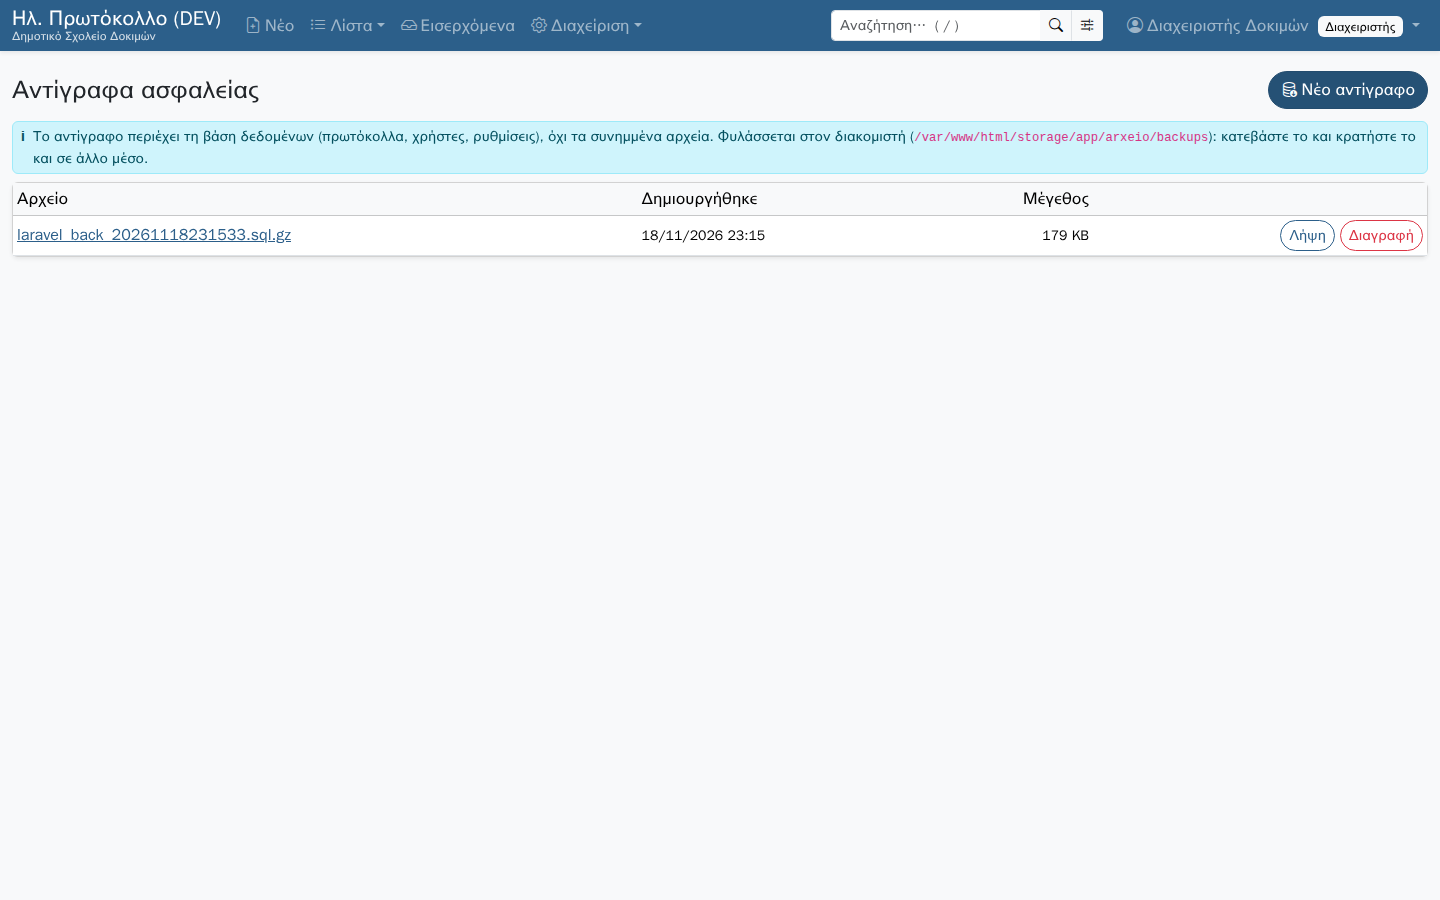 Ηλ. Πρωτόκολλο (DEV)
Δημοτικό Σχολείο Δοκιμών
Νέο
Λίστα
Εισερχόμενα
Διαχείριση
Αναζήτηση… ( / )
Διαχειριστής Δοκιμών Διαχειριστής
Αντίγραφα ασφαλείας
Νέο αντίγραφο
Το αντίγραφο περιέχει τη βάση δεδομένων (πρωτόκολλα, χρήστες, ρυθμίσεις), όχι τα συνημμένα αρχεία. Φυλάσσεται στον διακομιστή (/var/www/html/storage/app/arxeio/backups): κατεβάστε το και κρατήστε το
και σε άλλο μέσο.
Αρχείο Δημιουργήθηκε Μέγεθος
laravel_back_20261118231533.sql.gz 18/11/2026 23:15 179 KB Λήψη Διαγραφή